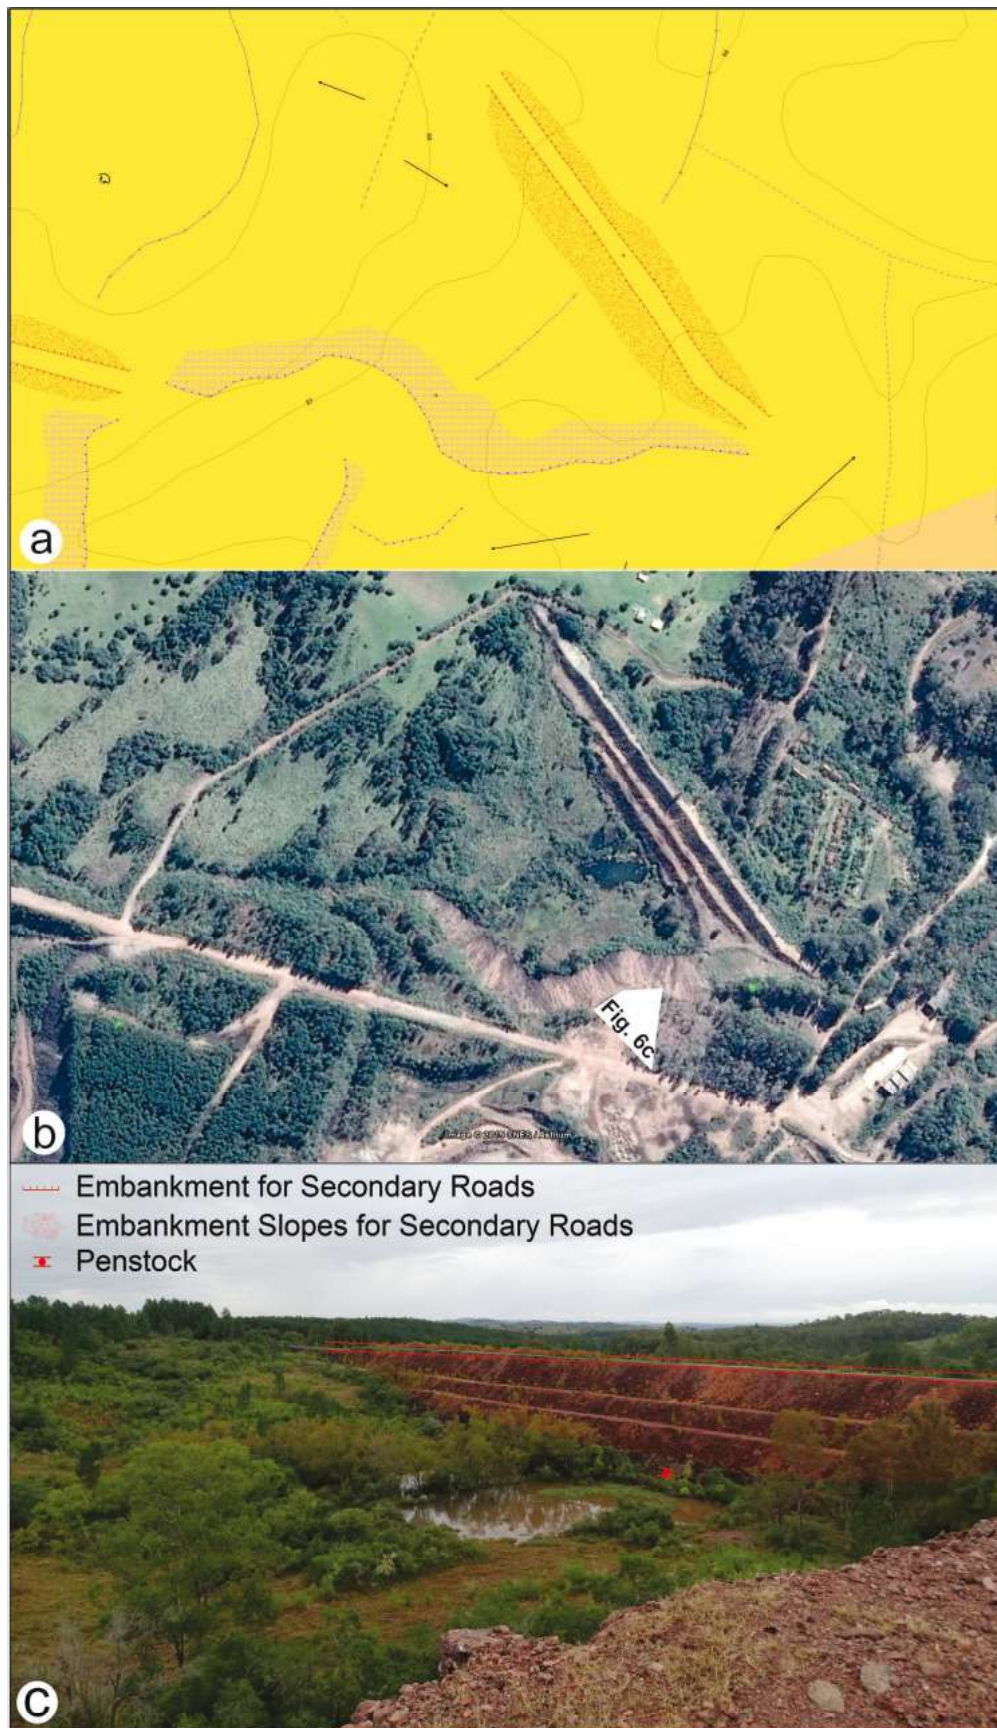 a
Fig. 6c
b
Embankment for Secondary Roads
Embankment Slopes for Secondary Roads
Penstock
c